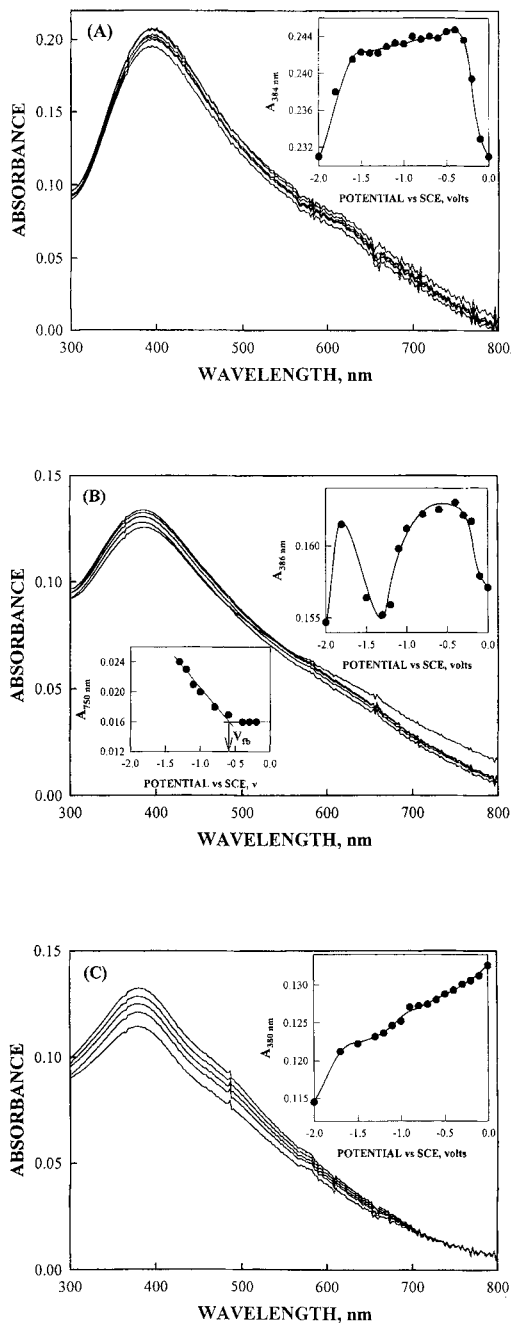 (A)
ABSORBANCE
0.20
0.15
0.10
0.05
0.00
300 400 500 600 700 800
WAVELENGTH, nm
A384 nm
0.244
0.240
0.236
0.232
-2.0 -1.5 -1.0 -0.5 0.0
POTENTIAL vs SCE, volts
(B)
ABSORBANCE
0.15
0.10
0.05
0.00
300 400 500 600 700 800
WAVELENGTH, nm
A386 nm
0.160
0.155
-2.0 -1.5 -1.0 -0.5 0.0
POTENTIAL vs SCE, volts
A750 nm
0.024
0.020
0.016
0.012
Vfb
-2.0 -1.5 -1.0 -0.5 0.0
POTENTIAL vs SCE, v
(C)
ABSORBANCE
0.15
0.10
0.05
0.00
300 400 500 600 700 800
WAVELENGTH, nm
A380 nm
0.130
0.125
0.120
0.115
-2.0 -1.5 -1.0 -0.5 0.0
POTENTIAL vs SCE, volts